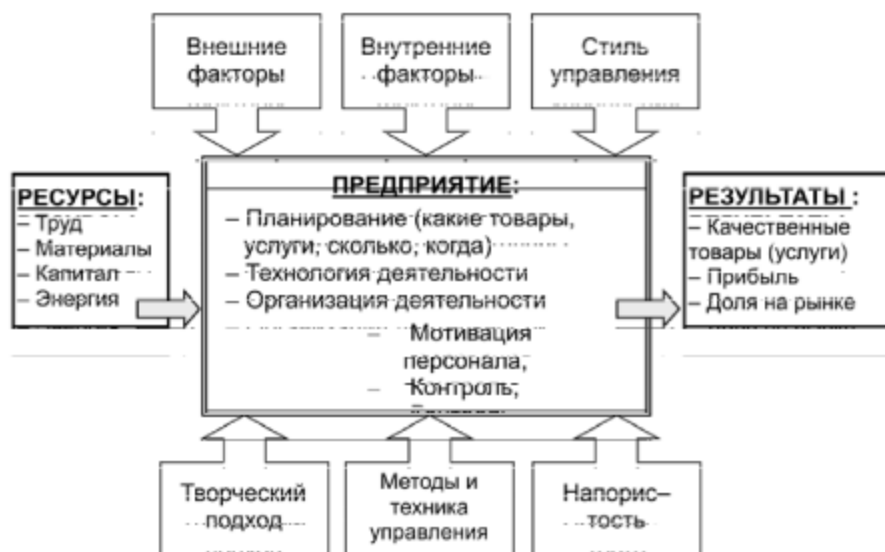 Внешние
факторы
Внутренние
факторы
Стиль
управления
РЕСУРСЫ:
– Труд
– Материалы
– Капитал
– Энергия
ПРЕДПРИЯТИЕ:
– Планирование (какие товары,
услуги, сколько, когда)
– Технология деятельности
– Организация деятельности
– Мотивация
персонала,
– Контроль,
РЕЗУЛЬТАТЫ :
– Качественные
товары (услуги)
– Прибыль
– Доля на рынке
Творческий
подход
Методы и
техника
управления
Напорис–
тость